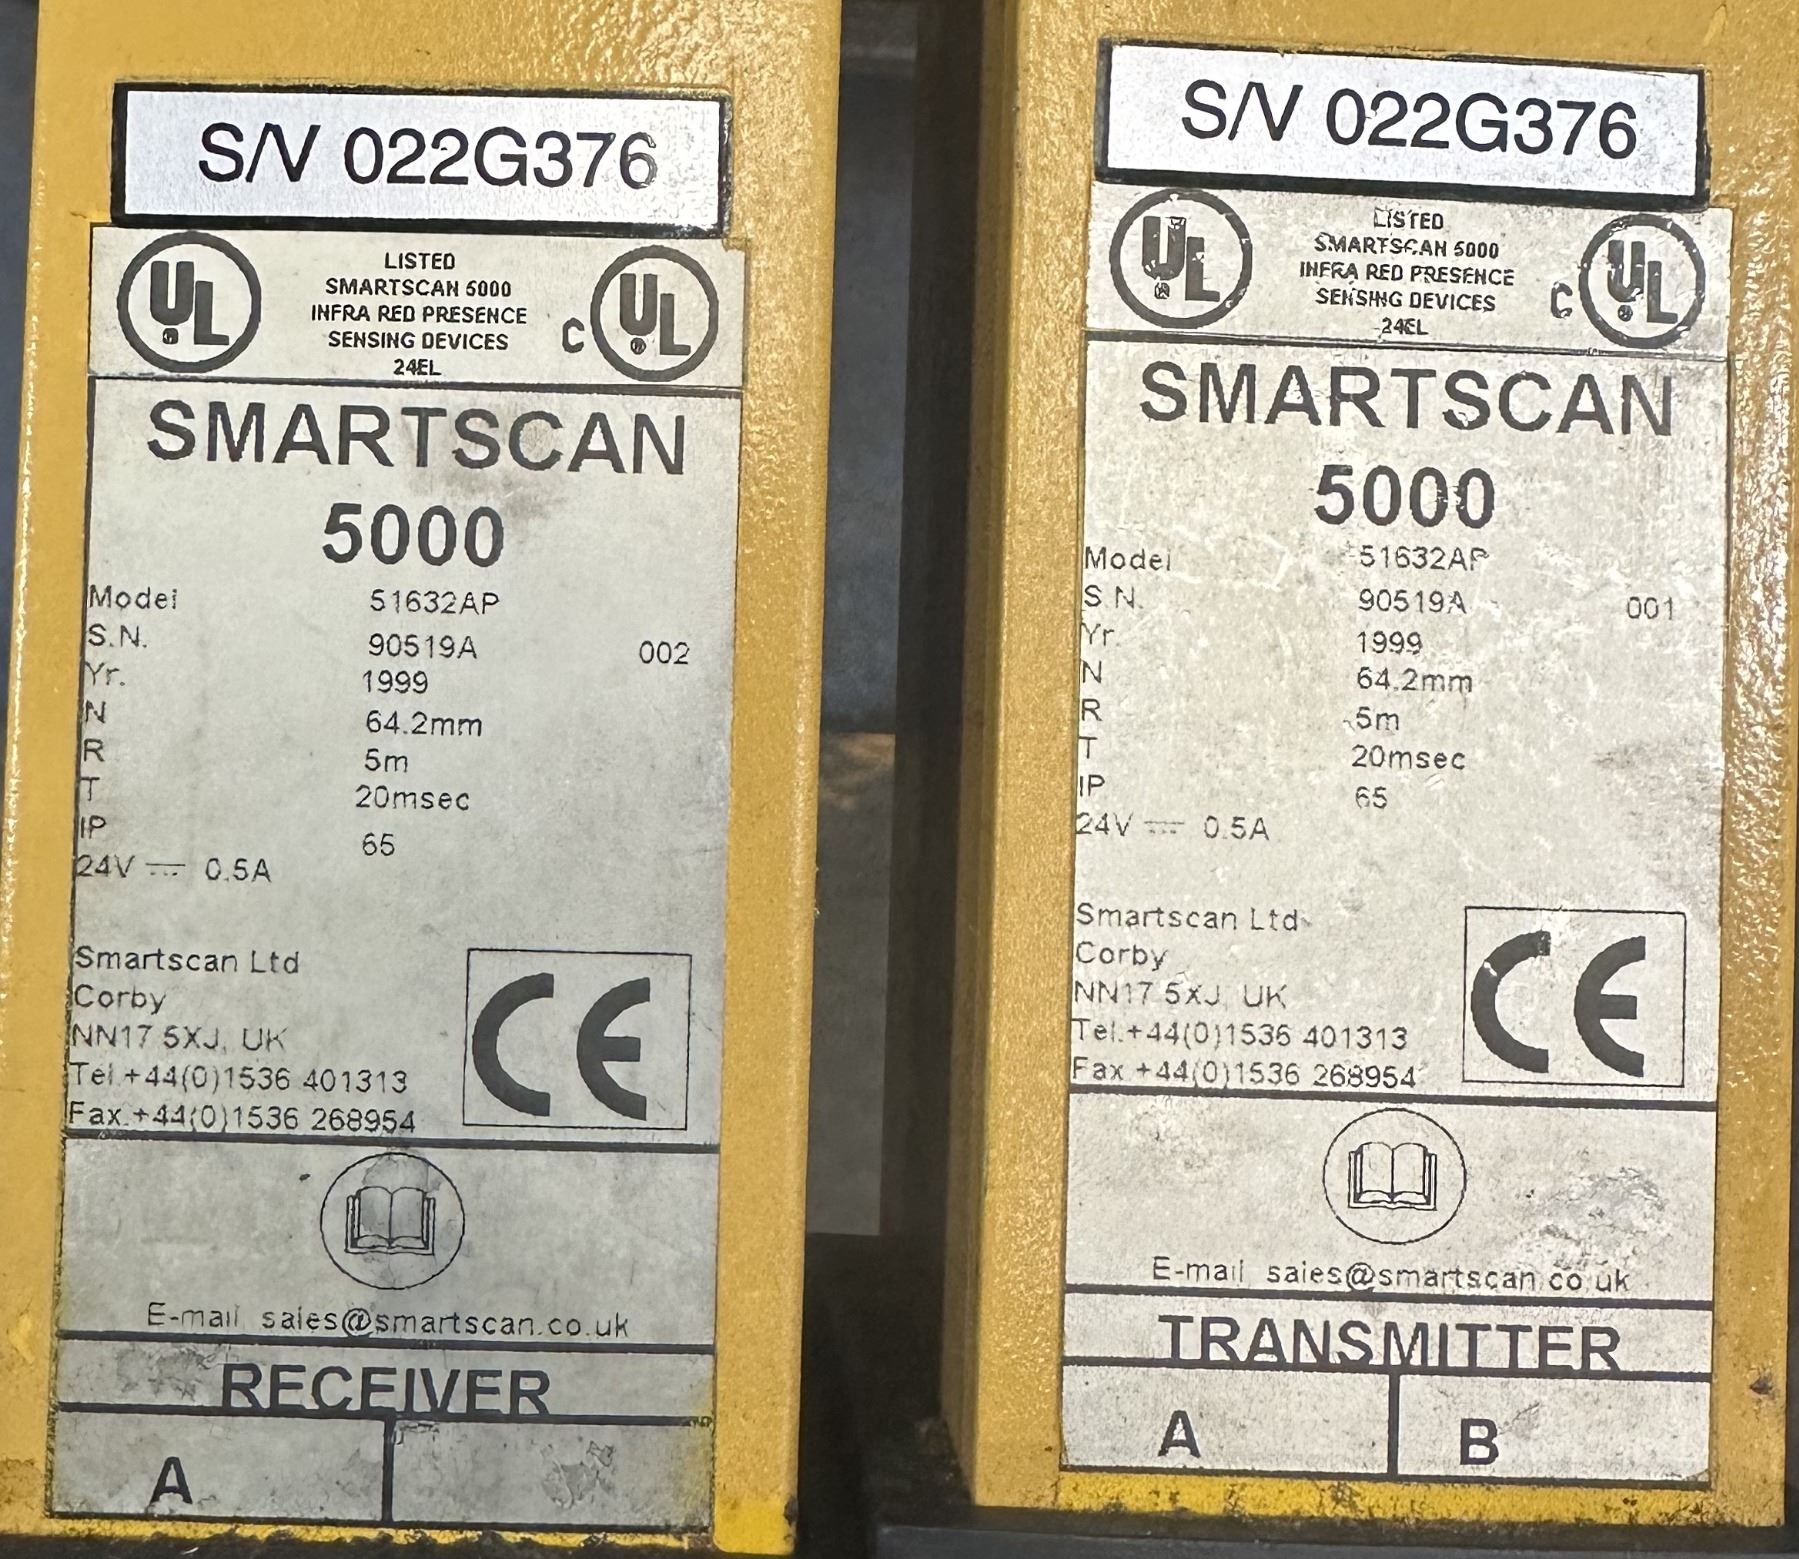 S/V 022G376
UL
LISTED
SMARTSCAN 5000
INFRA RED PRESENCE
SENSING DEVICES
24EL
C UL
SMARTSCAN
5000
Model 51632AP
S.N. 90519A 002
Yr. 1999
N 64.2mm
R 5m
T 20msec
IP 65
24V 0.5A
Smartscan Ltd
Corby
NN17 5XJ, UK
Tel.+44(0)1536 401313
Fax.+44(0)1536 268954
CE
E-mail sales@smartscan.co.uk
RECEIVER
A
S/V 022G376
UL
LISTED
SMARTSCAN 5000
INFRA RED PRESENCE
SENSING DEVICES
24EL
C UL
SMARTSCAN
5000
Model 51632AP
S.N. 90519A 001
Yr. 1999
N 64.2mm
R 5m
T 20msec
IP 65
24V 0.5A
Smartscan Ltd
Corby
NN17 5XJ, UK
Tel.+44(0)1536 401313
Fax.+44(0)1536 268954
CE
E-mail sales@smartscan.co.uk
TRANSMITTER
A B